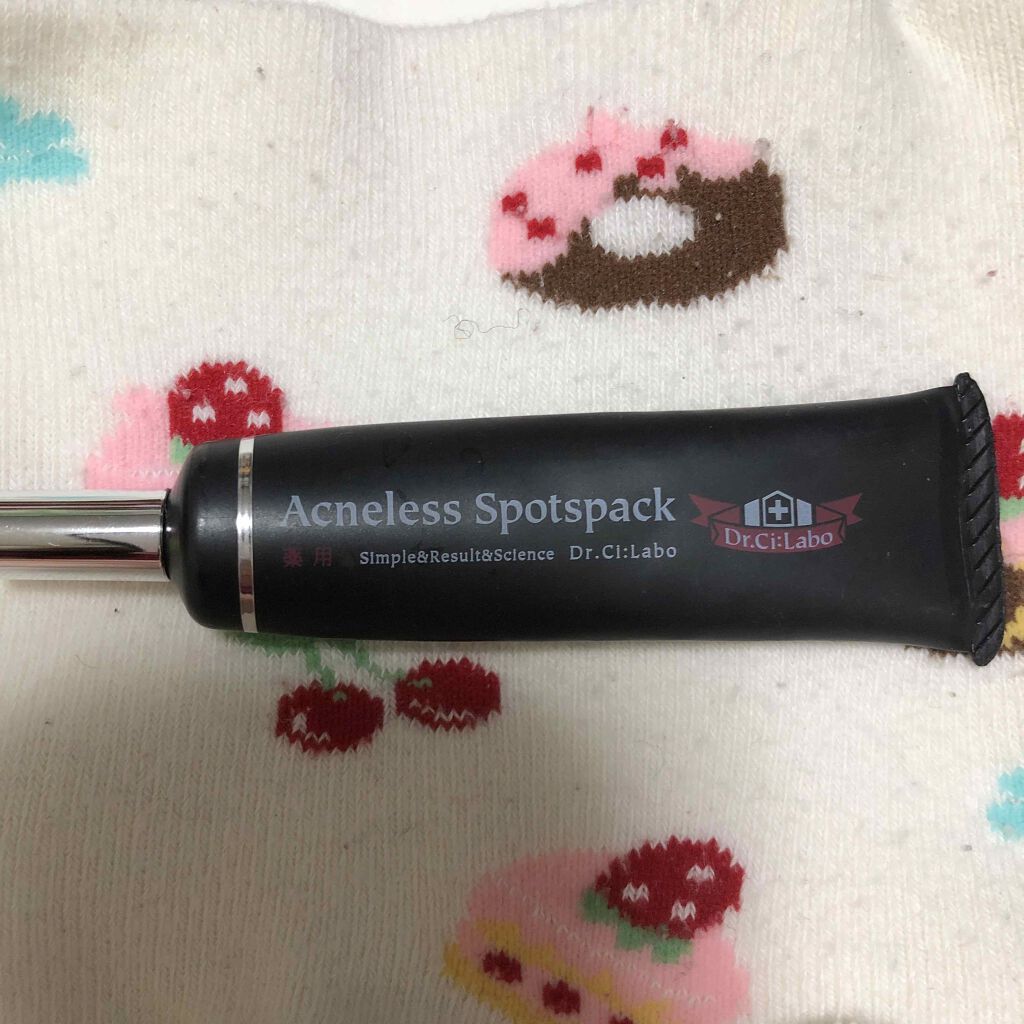 Acneless Spotspack
薬用 Simple&Result&Science Dr.Ci:Labo
Dr.Ci:Labo